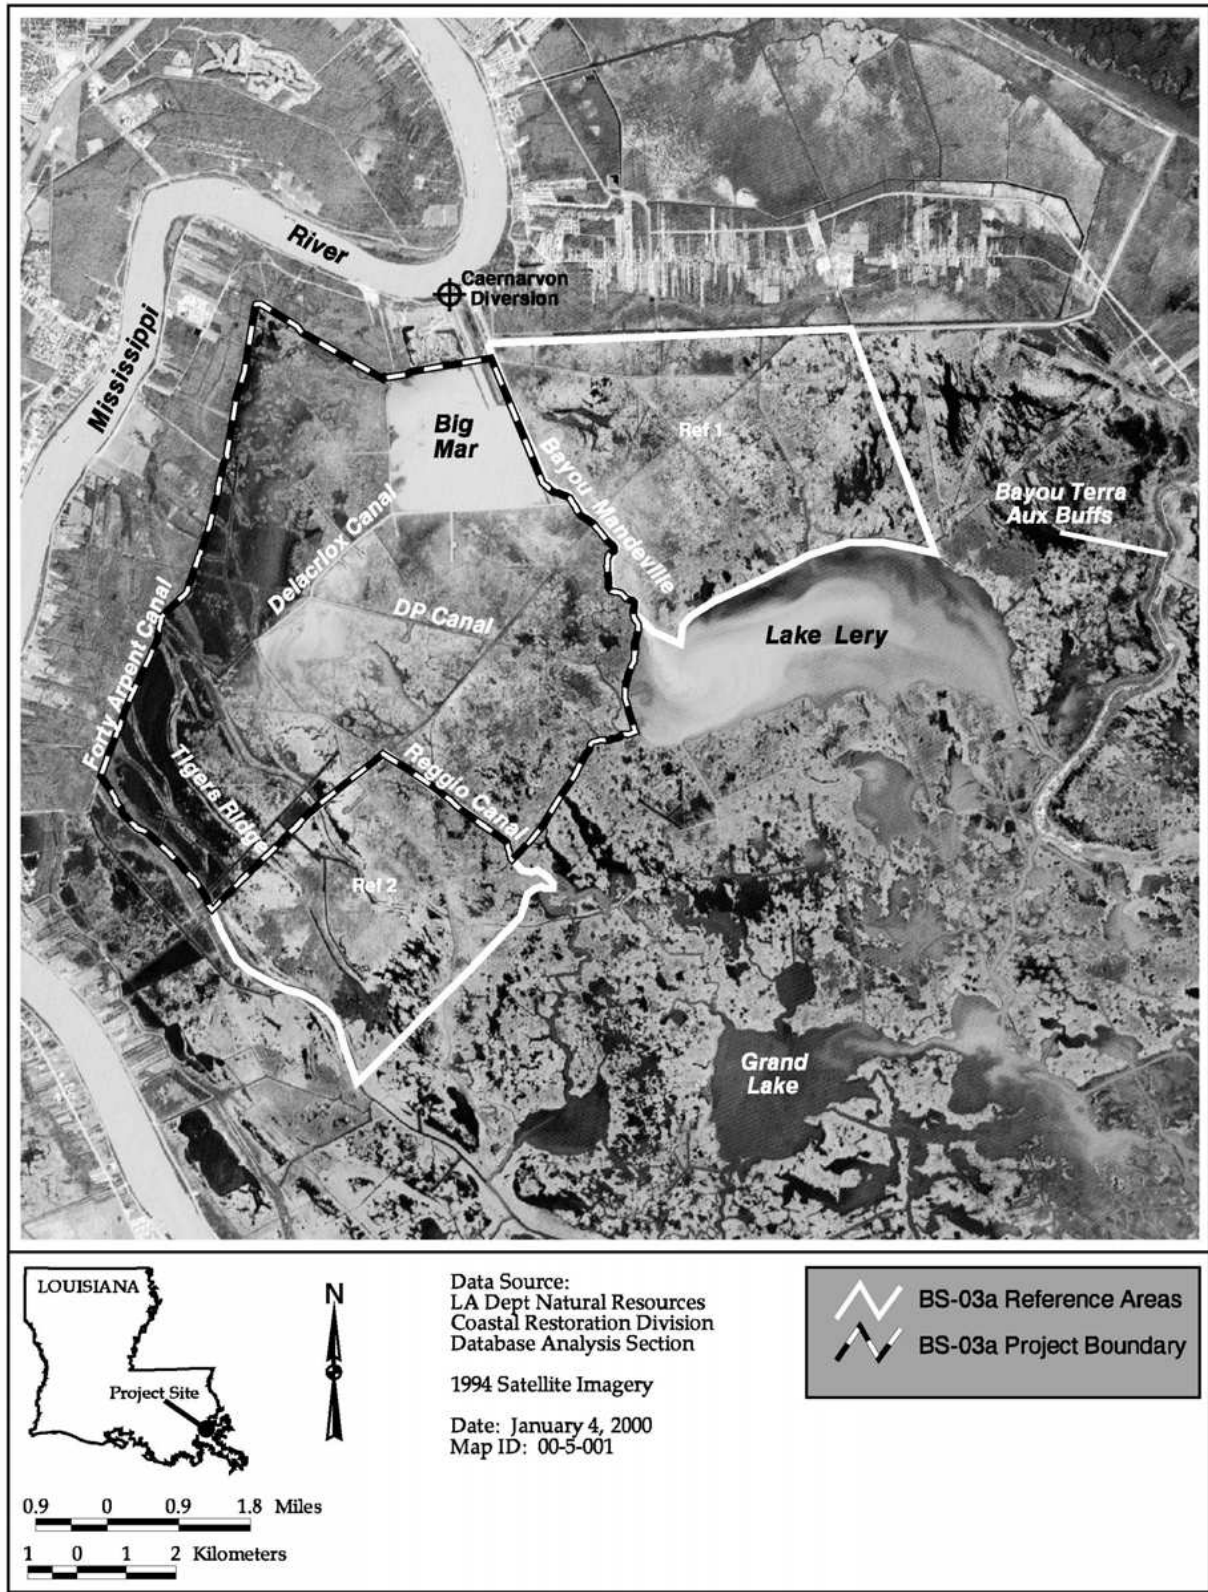 River
Caernarvon
Diversion
Mississippi
Big
Mar
Ref 1
Bayou Mandeville
Bayou Terra
Aux Buffs
Delacriox Canal
DP Canal
Lake Lery
Forty Arpent Canal
Tigers Ridge
Reggio Canal
Ref 2
Grand
Lake
LOUISIANA
Project Site
N
Data Source:
LA Dept Natural Resources
Coastal Restoration Division
Database Analysis Section
1994 Satellite Imagery
Date: January 4, 2000
Map ID: 00-5-001
BS-03a Reference Areas
BS-03a Project Boundary
0.9 0 0.9 1.8 Miles
1 0 1 2 Kilometers